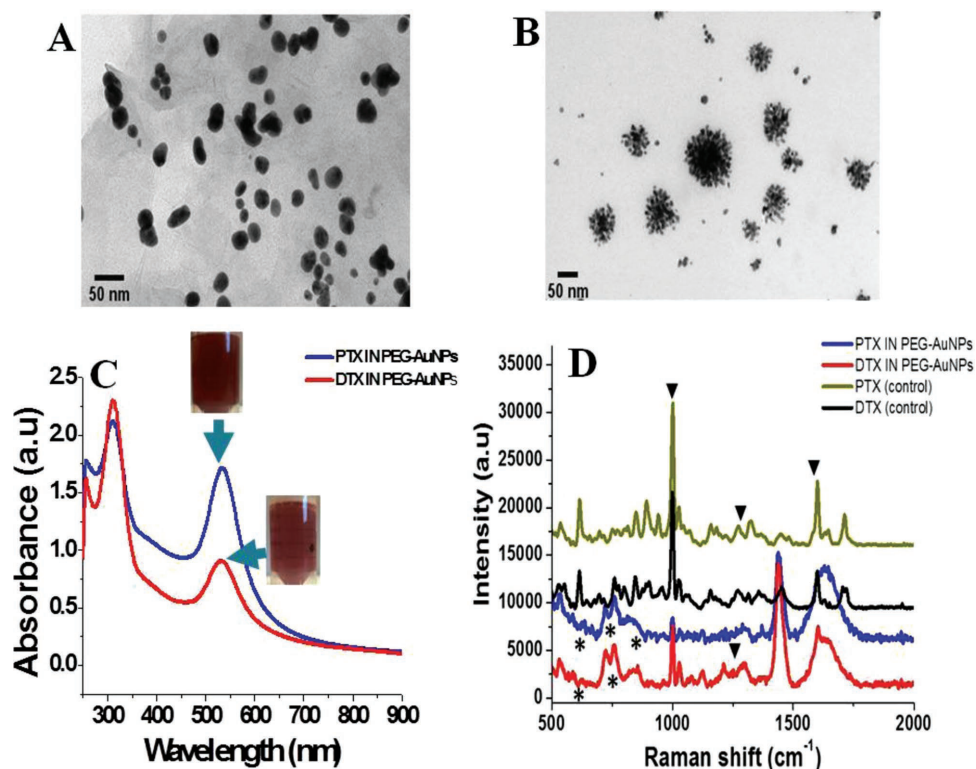 A
50 nm
B
50 nm
C
PTX IN PEG-AuNPs
DTX IN PEG-AuNPs
Absorbance (a.u)
2.5
2.0
1.5
1.0
0.5
0.0
300 400 500 600 700 800 900
Wavelength (nm)
D
PTX IN PEG-AuNPs
DTX IN PEG-AuNPs
PTX (control)
DTX (control)
Intensity (a.u)
35000
30000
25000
20000
15000
10000
5000
0
* * *
* *
500 1000 1500 2000
Raman shift (cm⁻¹)